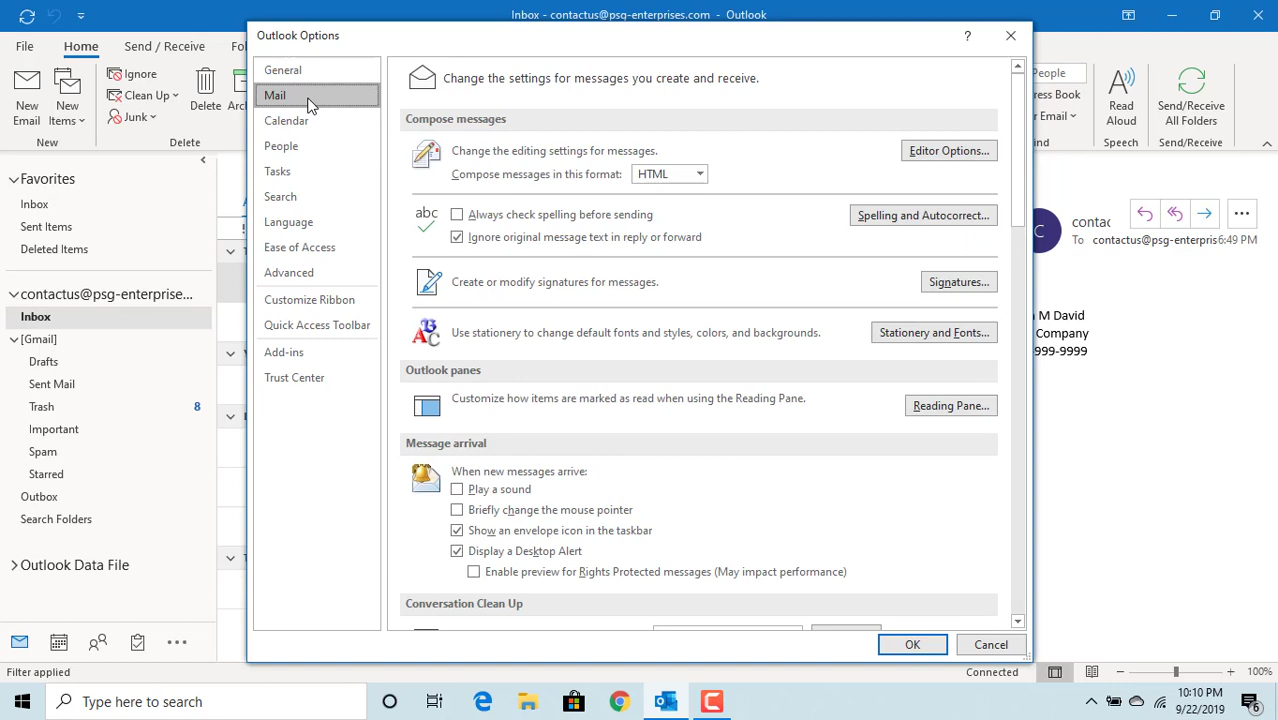 Inbox - contactus@psg-enterprises.com - Outlook
File
Home
Send / Receive
Fol
New
Email
New
Items
New
Ignore
Clean Up
Junk
Delete
Arch
Delete
People
ress Book
r Email
Read
Aloud
Speech
Send/Receive
All Folders
Send/Receive
Favorites
Inbox
Sent Items
Deleted Items
contactus@psg-enterprise...
Inbox
[Gmail]
Drafts
Sent Mail
Trash 8
Important
Spam
Starred
Outbox
Search Folders
Outlook Data File
Outlook Options
?
General
Mail
Calendar
People
Tasks
Search
Language
Ease of Access
Advanced
Customize Ribbon
Quick Access Toolbar
Add-ins
Trust Center
Change the settings for messages you create and receive.
Compose messages
Change the editing settings for messages.
Editor Options...
Compose messages in this format: HTML
abc
Always check spelling before sending
Spelling and Autocorrect...
Ignore original message text in reply or forward
Create or modify signatures for messages.
Signatures...
Use stationery to change default fonts and styles, colors, and backgrounds.
Stationery and Fonts...
Outlook panes
Customize how items are marked as read when using the Reading Pane.
Reading Pane...
Message arrival
When new messages arrive:
Play a sound
Briefly change the mouse pointer
Show an envelope icon in the taskbar
Display a Desktop Alert
Enable preview for Rights Protected messages (May impact performance)
Conversation Clean Up
OK
Cancel
C
contac
To contactus@psg-enterpris
6:49 PM
M David
Company
999-9999
Filter applied
Connected
100%
Type here to search
10:10 PM
9/22/2019
6